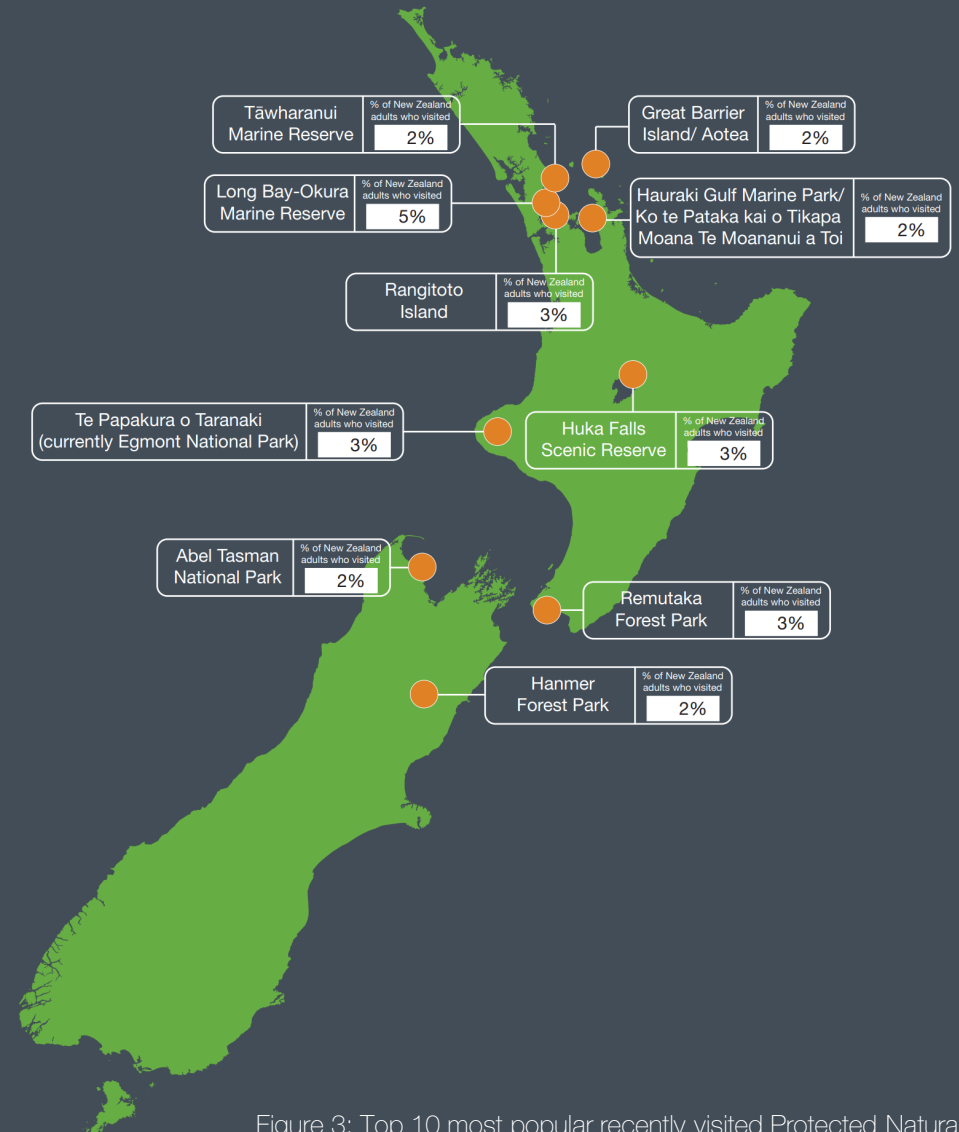 Tāwharanui
Marine Reserve
% of New Zealand
adults who visited
2%
Great Barrier
Island/ Aotea
% of New Zealand
adults who visited
2%
Long Bay-Okura
Marine Reserve
% of New Zealand
adults who visited
5%
Hauraki Gulf Marine Park/
Ko te Pataka kai o Tikapa
Moana Te Moananui a Toi
% of New Zealand
adults who visited
2%
Rangitoto
Island
% of New Zealand
adults who visited
3%
Te Papakura o Taranaki
(currently Egmont National Park)
% of New Zealand
adults who visited
3%
Huka Falls
Scenic Reserve
% of New Zealand
adults who visited
3%
Abel Tasman
National Park
% of New Zealand
adults who visited
2%
Remutaka
Forest Park
% of New Zealand
adults who visited
3%
Hanmer
Forest Park
% of New Zealand
adults who visited
2%
Figure 3: Top 10 most popular recently visited Protected Natura